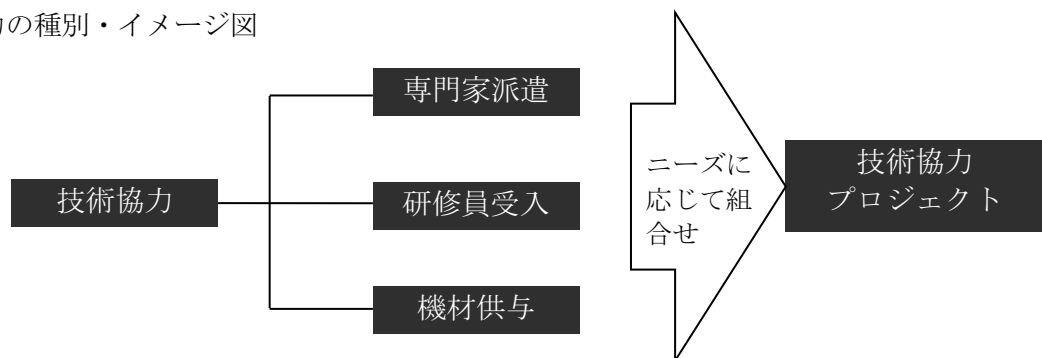 の種別・イメージ図
専門家派遣
技術協力
研修員受入
機材供与
ニーズに
応じて組
合せ
技術協力
プロジェクト